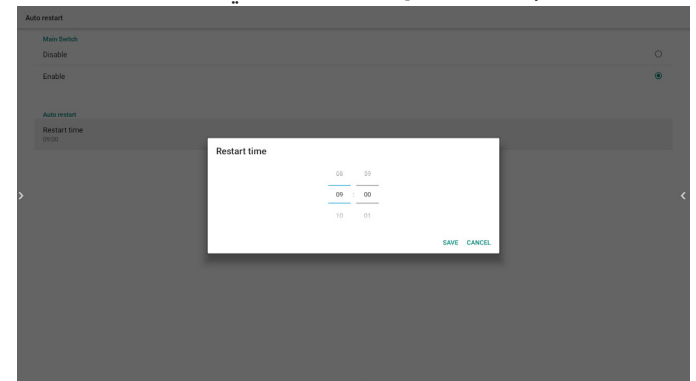 Auto restart
Main Switch
Disable
Enable
Auto restart
Restart time
09:00
Restart time
08 59
09 : 00
10 01
SAVE CANCEL